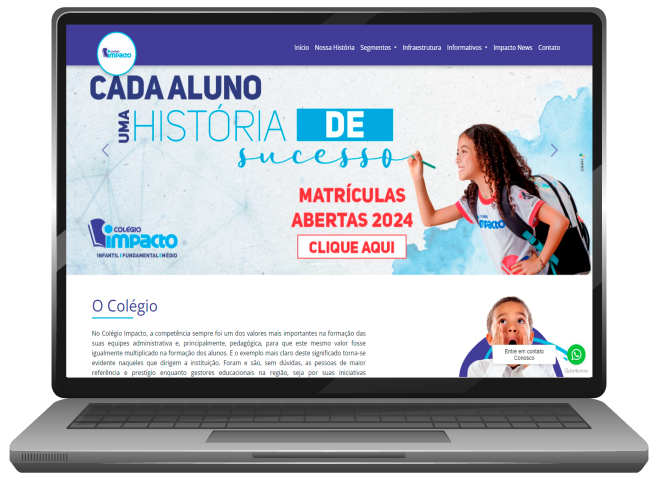 COLÉGIO
impacto
Início Nossa História Segmentos Infraestrutura Informativos Impacto News Contato
CADA ALUNO
UMA HISTÓRIA DE
sucesso
MATRÍCULAS
ABERTAS 2024
CLIQUE AQUI
COLÉGIO
impacto
INFANTIL | FUNDAMENTAL | MÉDIO
impacto
O Colégio
No Colégio Impacto, a competência sempre foi um dos valores mais importantes na formação das
suas equipes administrativa e, principalmente, pedagógica, para que este mesmo valor fosse
igualmente multiplicado na formação dos alunos. E o exemplo mais claro deste significado torna-se
evidente naqueles que dirigem a instituição. Foram e são, sem dúvidas, as pessoas de maior
referência e prestígio enquanto gestores educacionais na região, seja por suas iniciativas
Entre em contato
Conosco